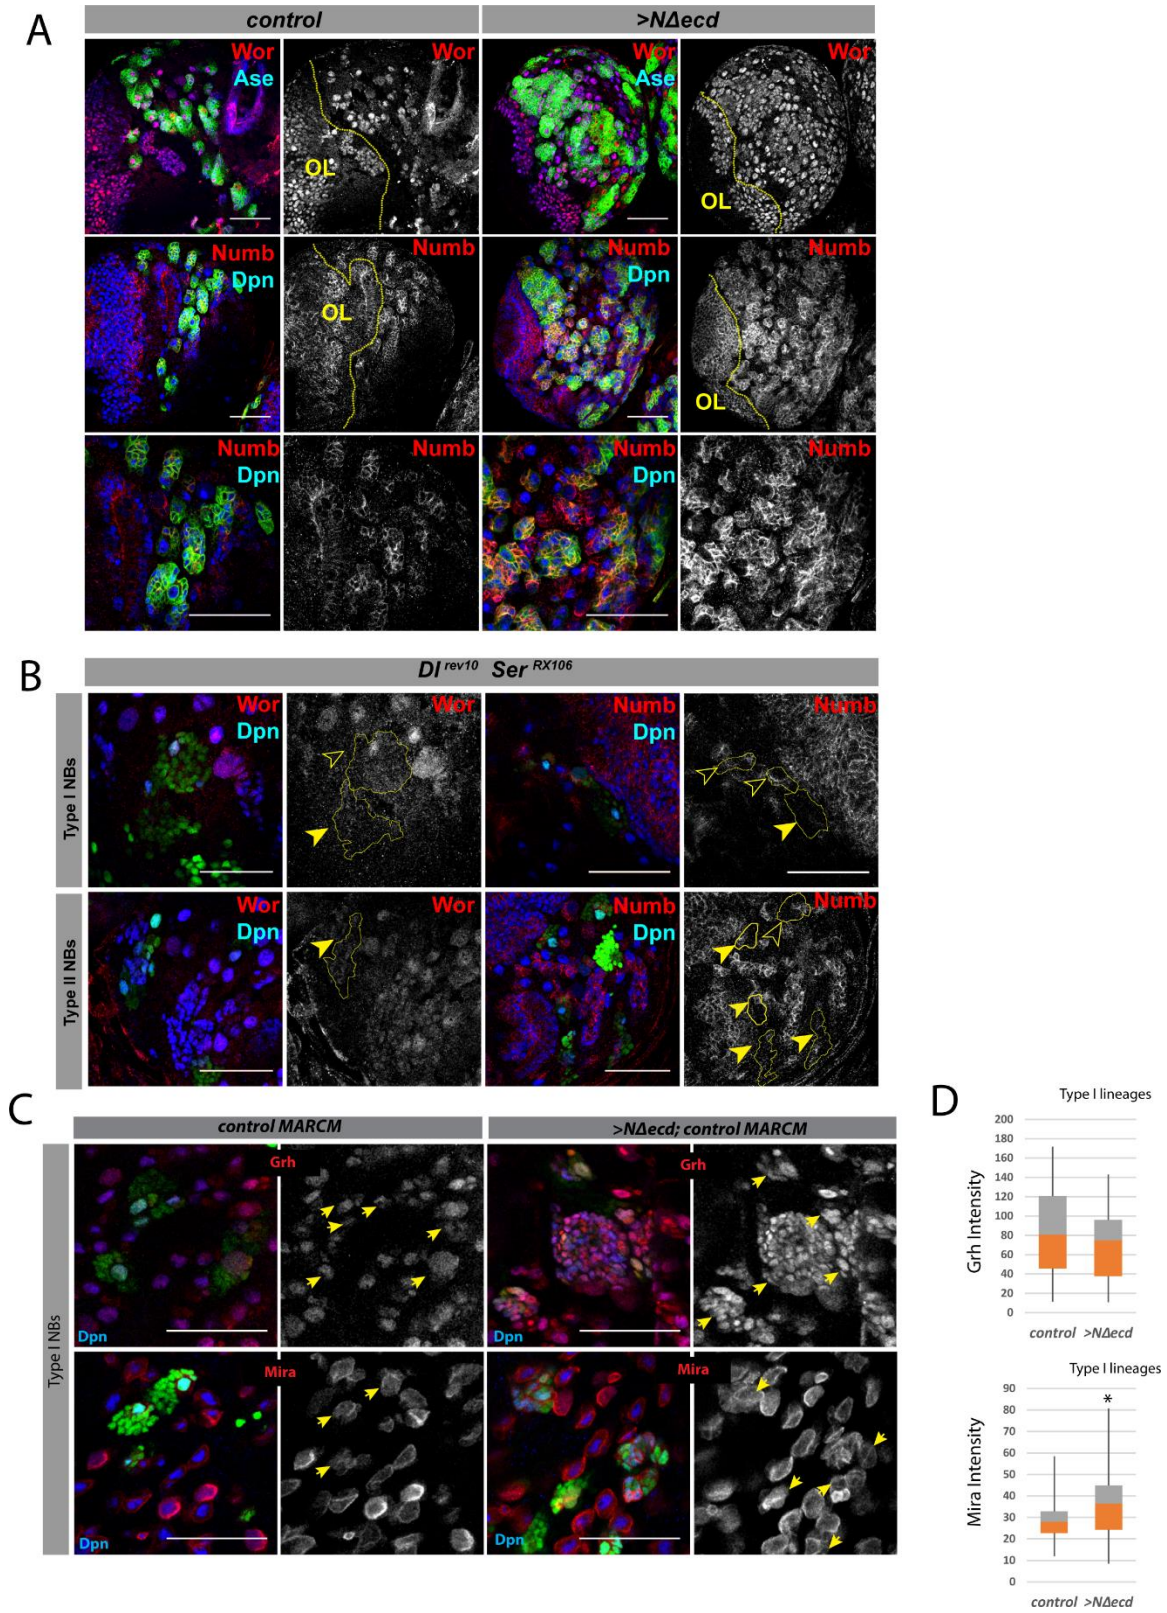 A
control
>NΔecd
Wor
Ase
Wor
Wor
Ase
Wor
OL
OL
Numb
Dpn
Numb
Numb
Dpn
Numb
OL
OL
Numb
Dpn
Numb
Numb
Dpn
Numb
B
Dl rev10 Ser RX106
Type I NBs
Wor
Dpn
Wor
Numb
Dpn
Numb
Type II NBs
Wor
Dpn
Wor
Numb
Dpn
Numb
C
control MARCM
>NΔecd; control MARCM
Type I NBs
Grh
Dpn
Grh
Dpn
Mira
Dpn
Mira
Dpn
D
Type I lineages
Grh Intensity
200
180
160
140
120
100
80
60
40
20
0
control >NΔecd
Type I lineages
Mira Intensity
90
80
70
60
50
40
30
20
10
0
*
control >NΔecd